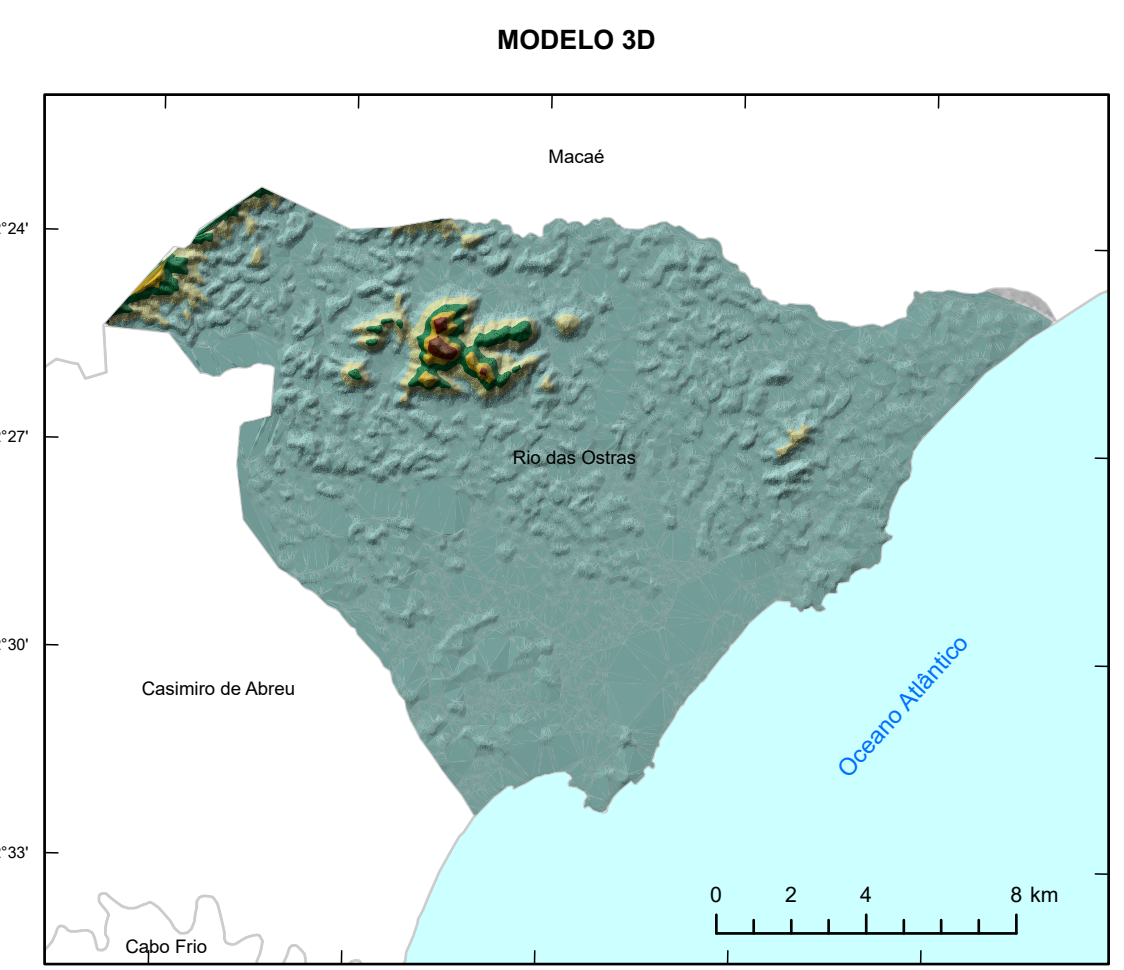 MODELO 3D
Macaé
°24'
°27'
Rio das Ostras
°30'
Casimiro de Abreu
Oceano Atlântico
°33'
0 2 4 8 km
Cabo Frio